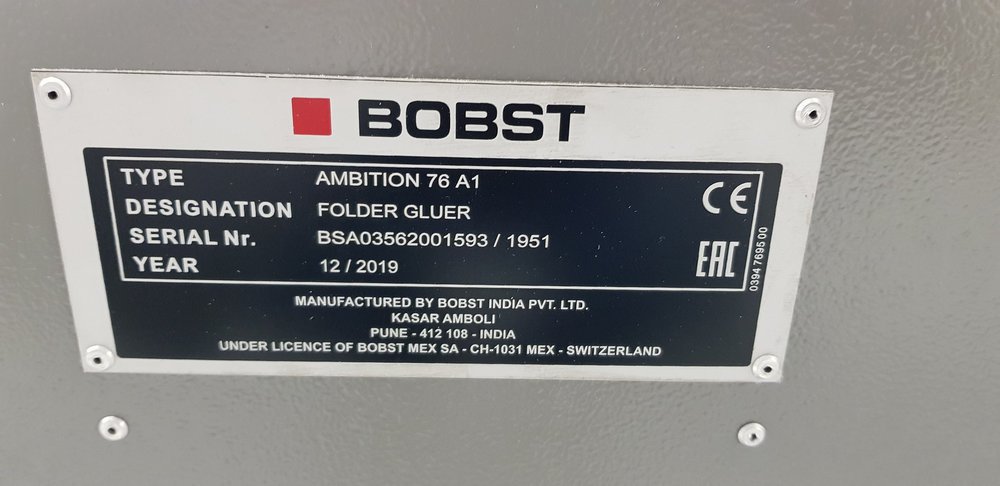 BOBST
TYPE AMBITION 76 A1
DESIGNATION FOLDER GLUER
SERIAL Nr. BSA03562001593 / 1951
YEAR 12 / 2019
CE
EAC
0394 7695 00
MANUFACTURED BY BOBST INDIA PVT. LTD.
KASAR AMBOLI
PUNE - 412 108 - INDIA
UNDER LICENCE OF BOBST MEX SA - CH-1031 MEX - SWITZERLAND